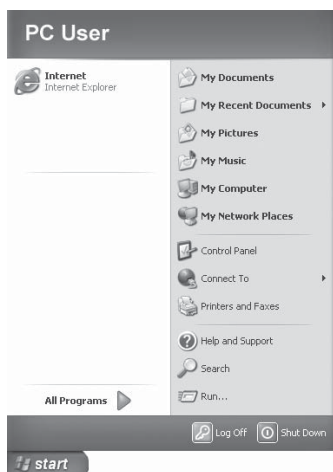 PC User
Internet
Internet Explorer
All Programs
My Documents
My Recent Documents
My Pictures
My Music
My Computer
My Network Places
Control Panel
Connect To
Printers and Faxes
Help and Support
Search
Run...
Log Off
Shut Down
start